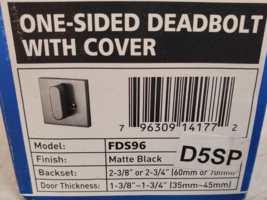 ONE-SIDED DEADBOLT
WITH COVER
7 96309 14177 2
Model: FDS96
D5SP
Finish: Matte Black
Backset: 2-3/8" or 2-3/4" (60mm or 70mm)
Door Thickness: 1-3/8"~1-3/4" (35mm~45mm)